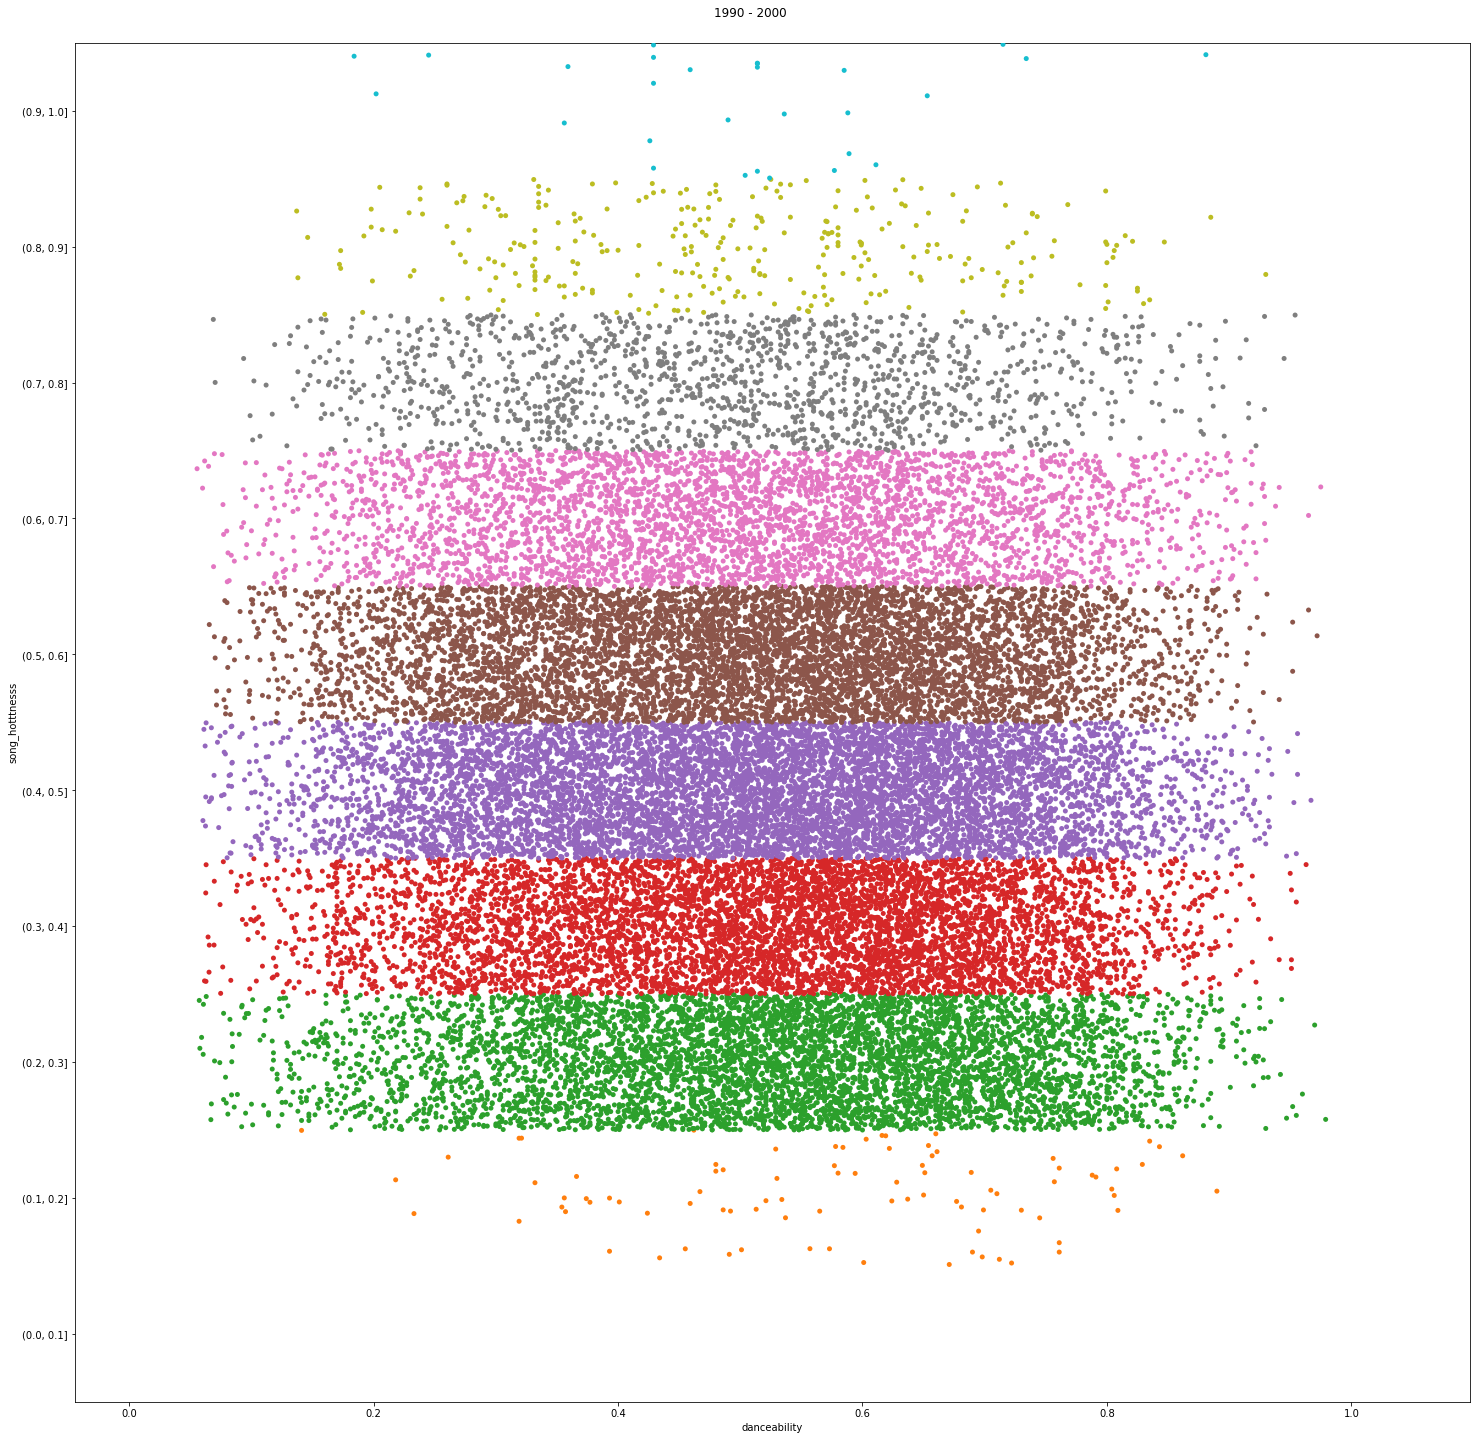 1990 - 2000
(0.9, 1.0]
(0.8, 0.9]
(0.7, 0.8]
(0.6, 0.7]
(0.5, 0.6]
(0.4, 0.5]
(0.3, 0.4]
(0.2, 0.3]
(0.1, 0.2]
(0.0, 0.1]
song_hotttnesss
0.0 0.2 0.4 0.6 0.8 1.0
danceability